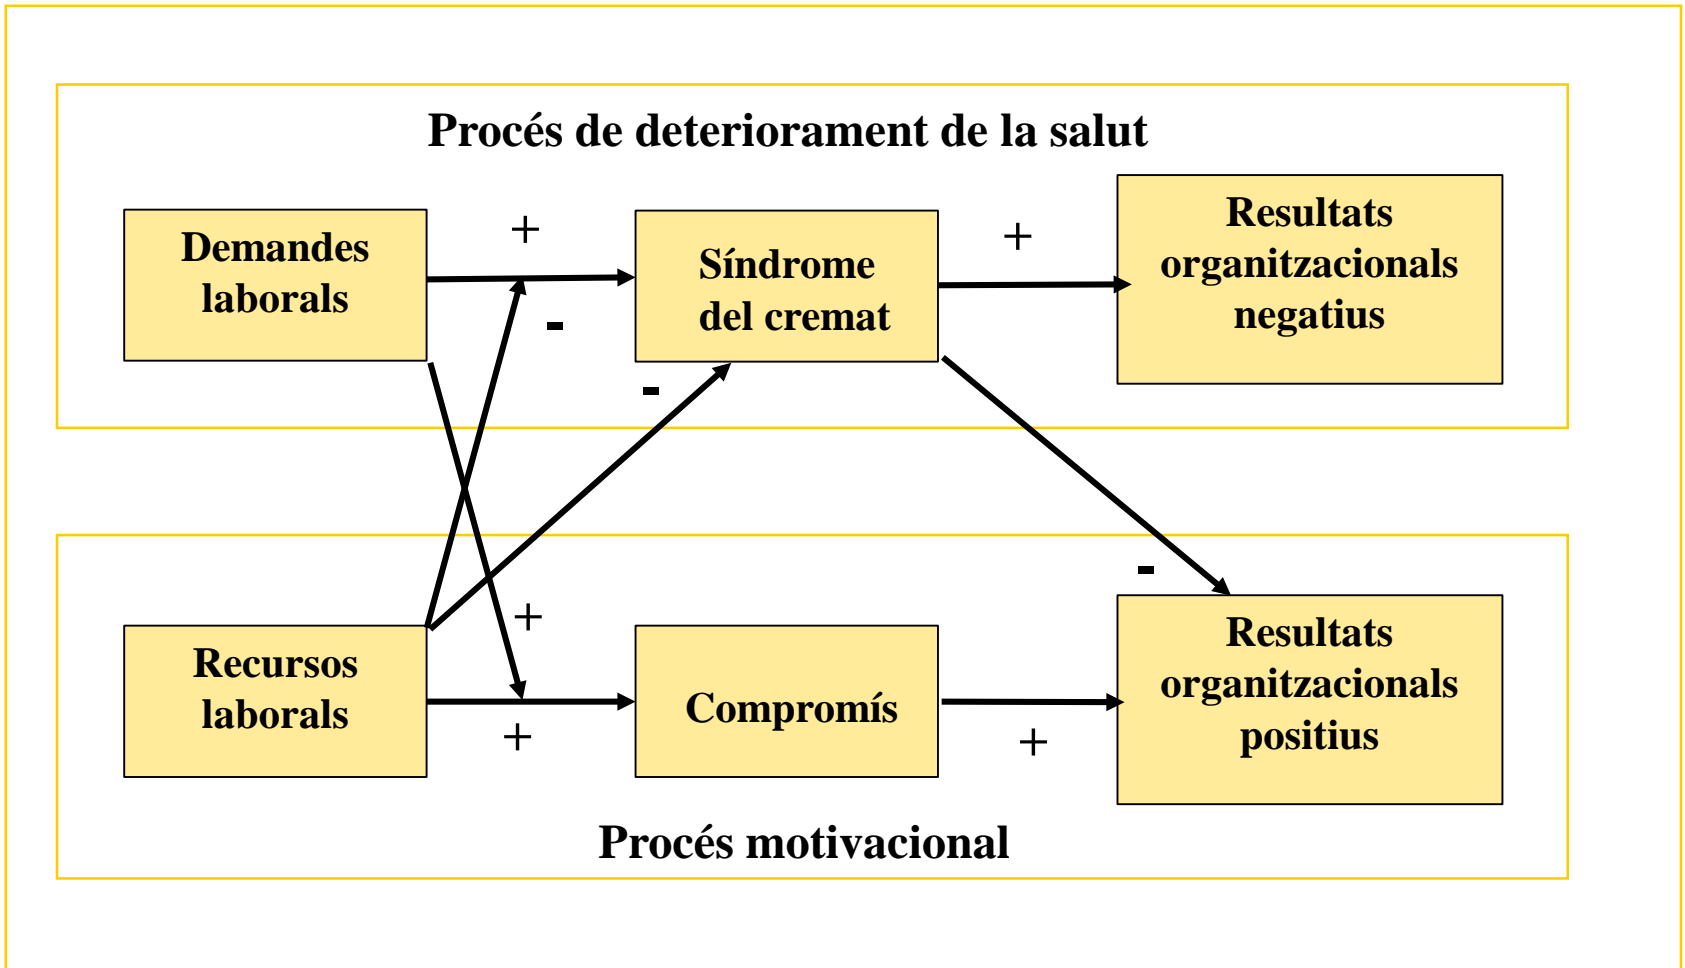 Procés de deteriorament de la salut
Demandes
laborals
+
-
Síndrome
del cremat
+
Resultats
organitzacionals
negatius
-
-
Recursos
laborals
+
+
Compromís
+
Resultats
organitzacionals
positius
Procés motivacional